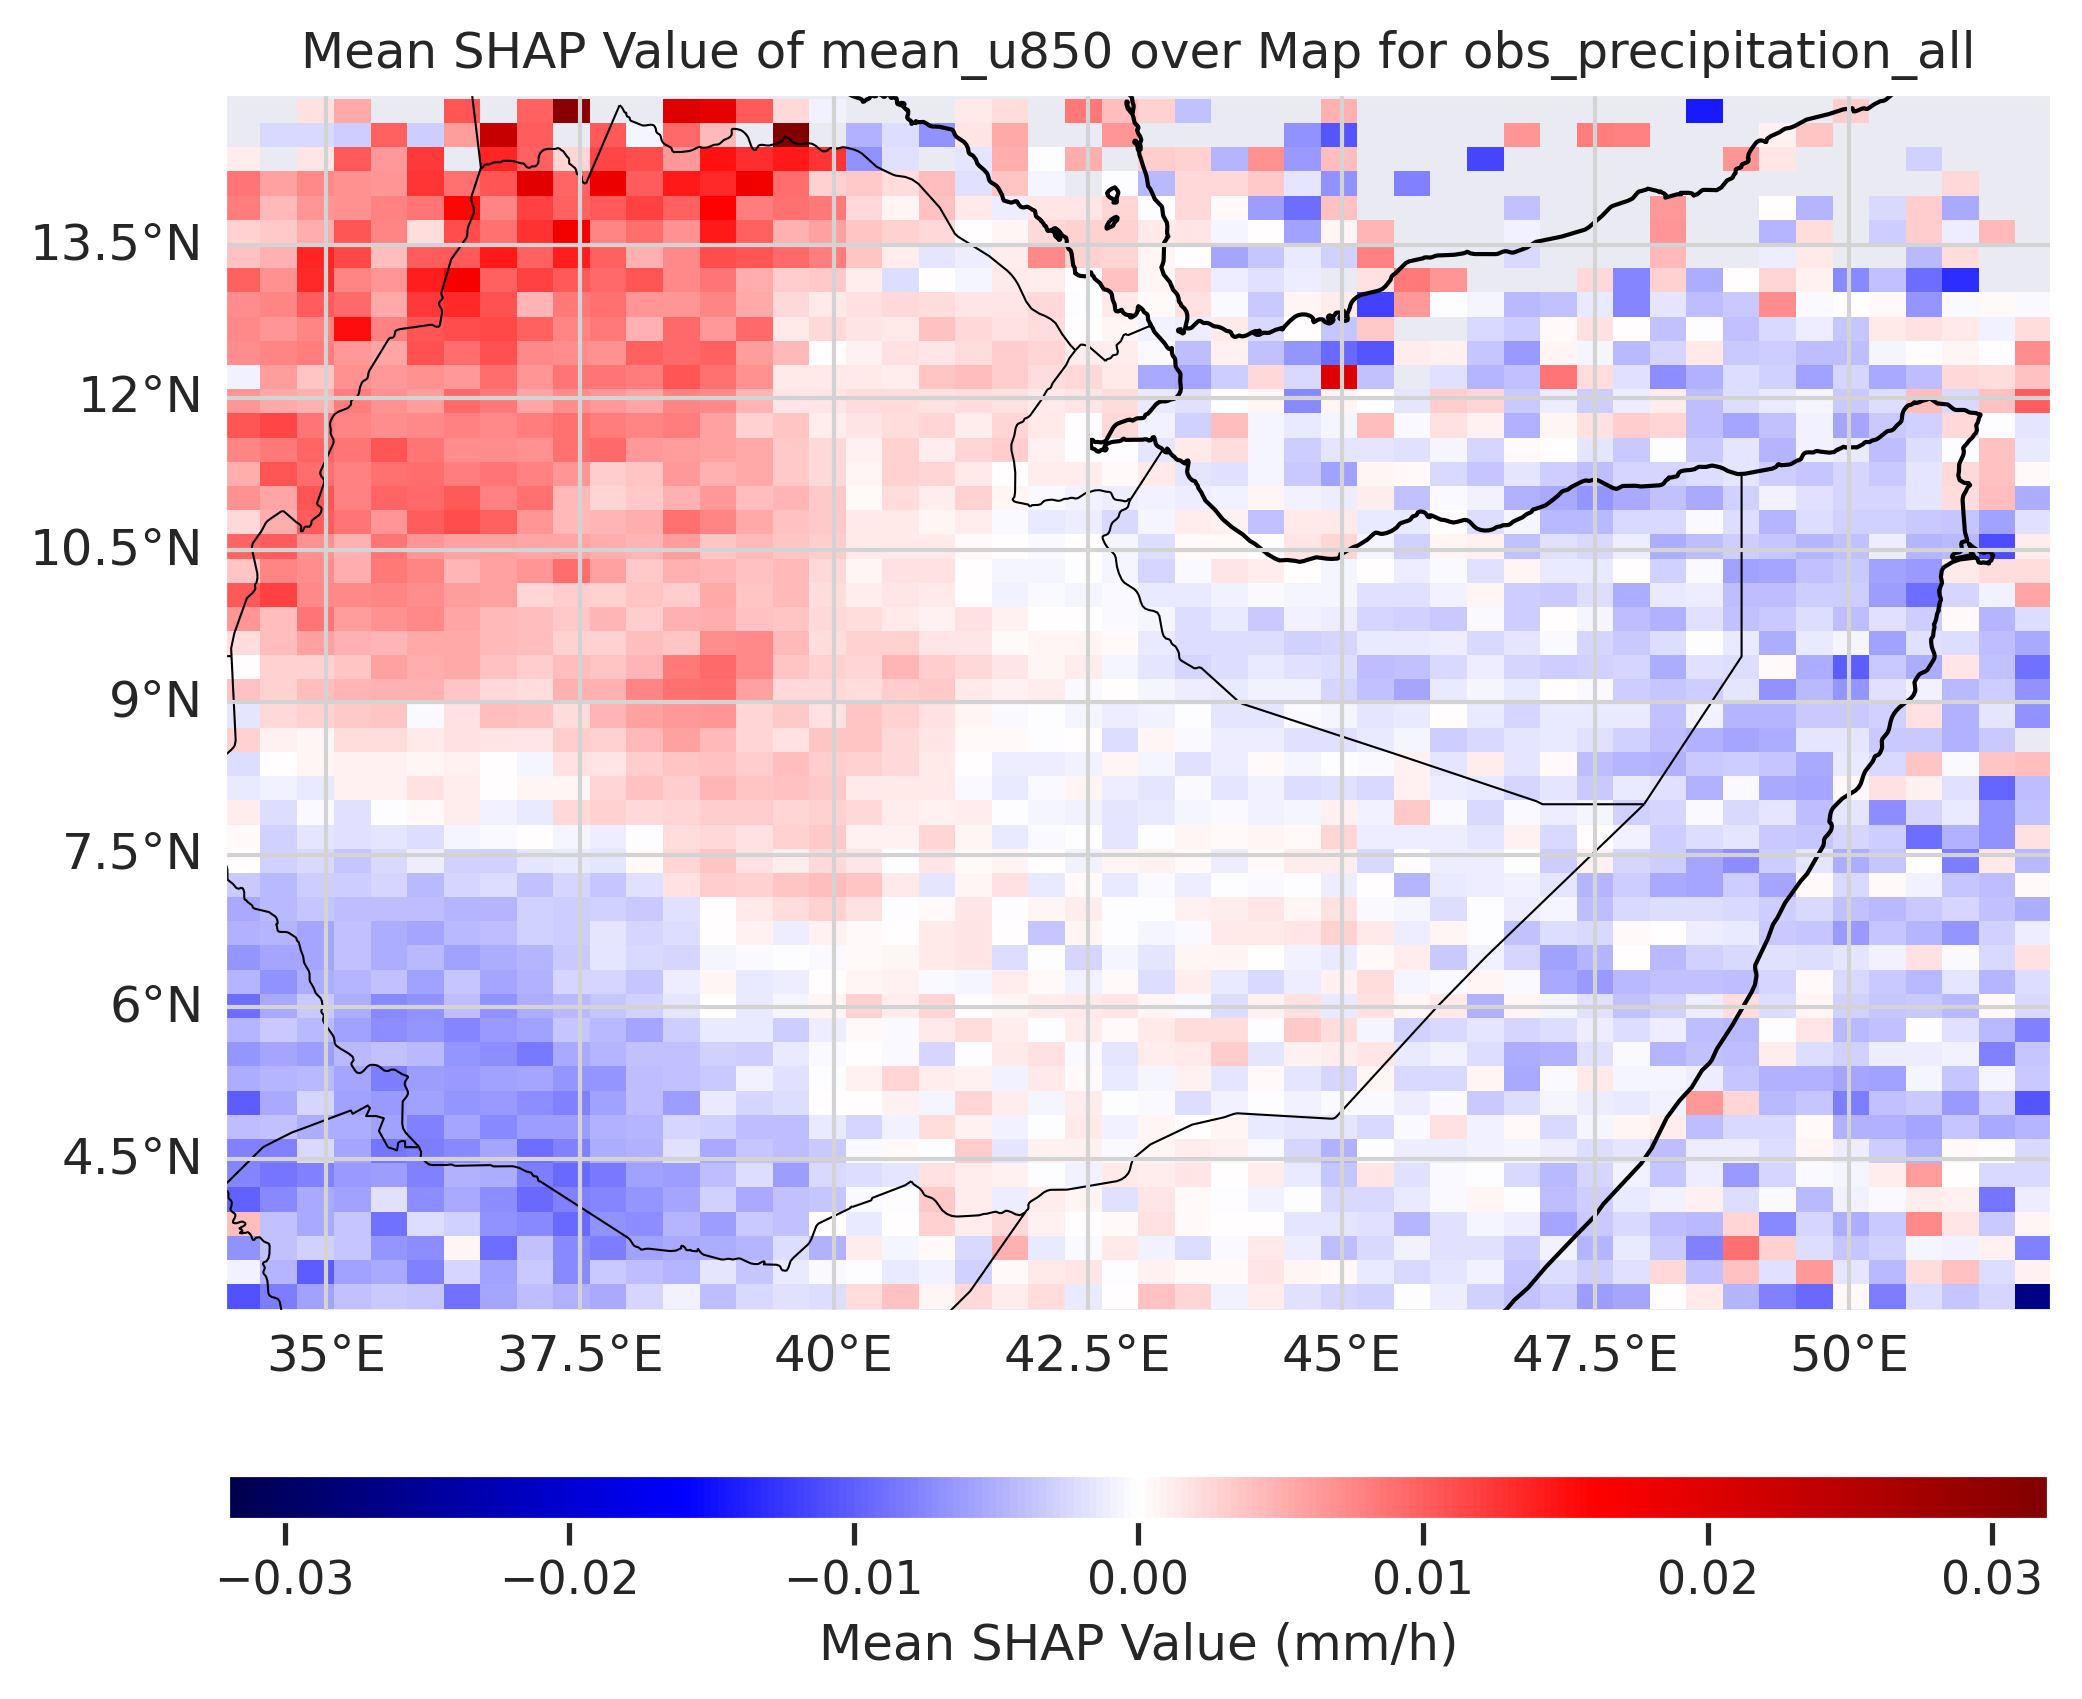 Mean SHAP Value of mean_u850 over Map for obs_precipitation_all
13.5°N
12°N
10.5°N
9°N
7.5°N
6°N
4.5°N
35°E 37.5°E 40°E 42.5°E 45°E 47.5°E 50°E
−0.03 −0.02 −0.01 0.00 0.01 0.02 0.03
Mean SHAP Value (mm/h)